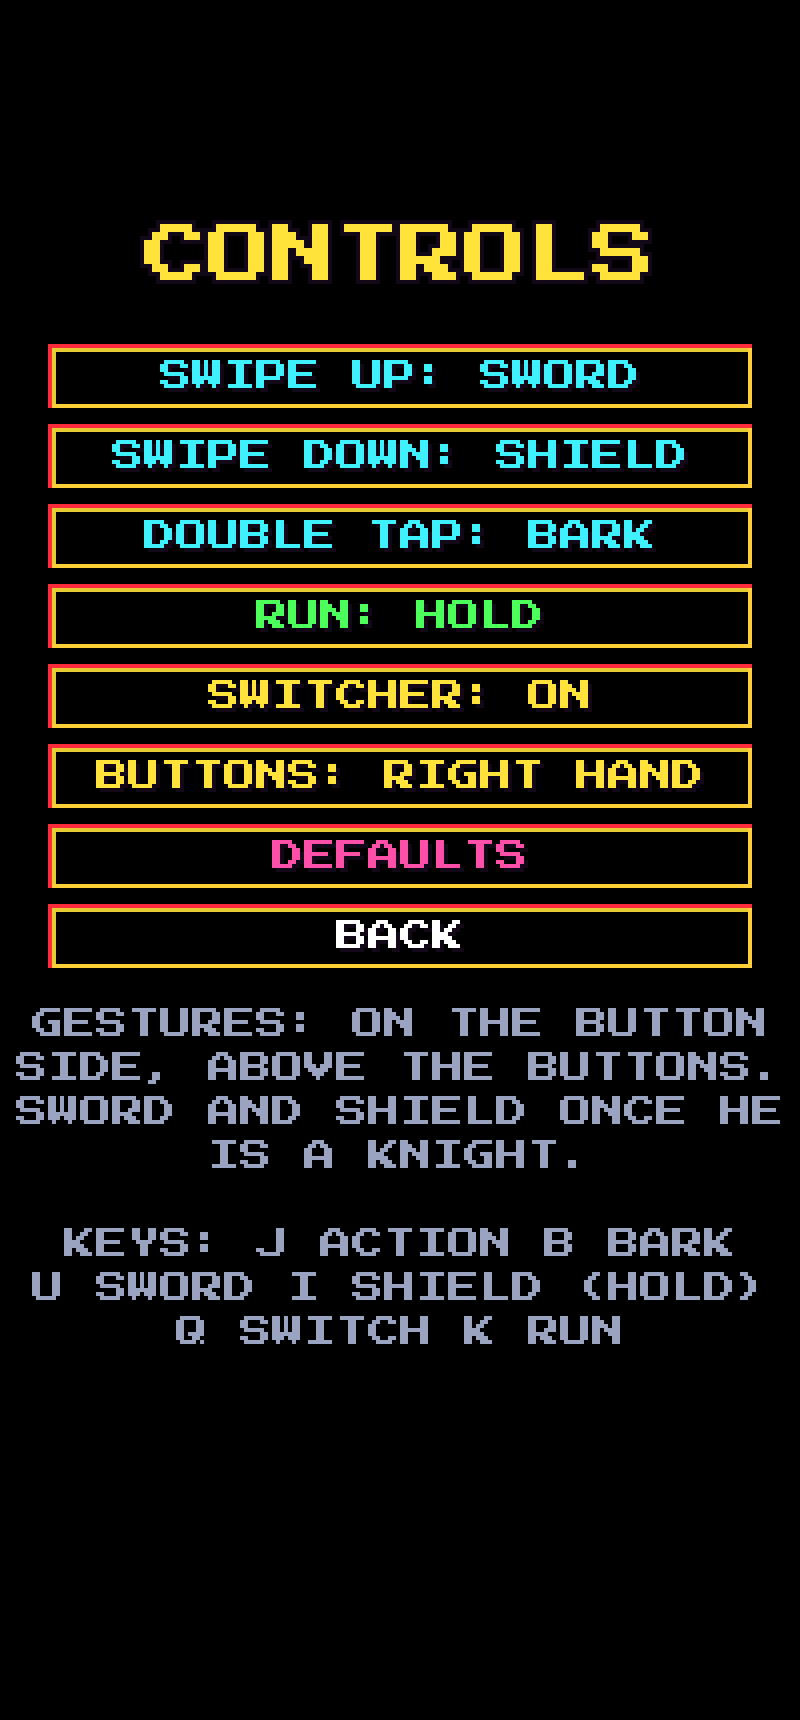 CONTROLS
SWIPE UP: SWORD
SWIPE DOWN: SHIELD
DOUBLE TAP: BARK
RUN: HOLD
SWITCHER: ON
BUTTONS: RIGHT HAND
DEFAULTS
BACK
GESTURES: ON THE BUTTON
SIDE, ABOVE THE BUTTONS.
SWORD AND SHIELD ONCE HE
IS A KNIGHT.
KEYS: J ACTION B BARK
U SWORD I SHIELD (HOLD)
Q SWITCH K RUN